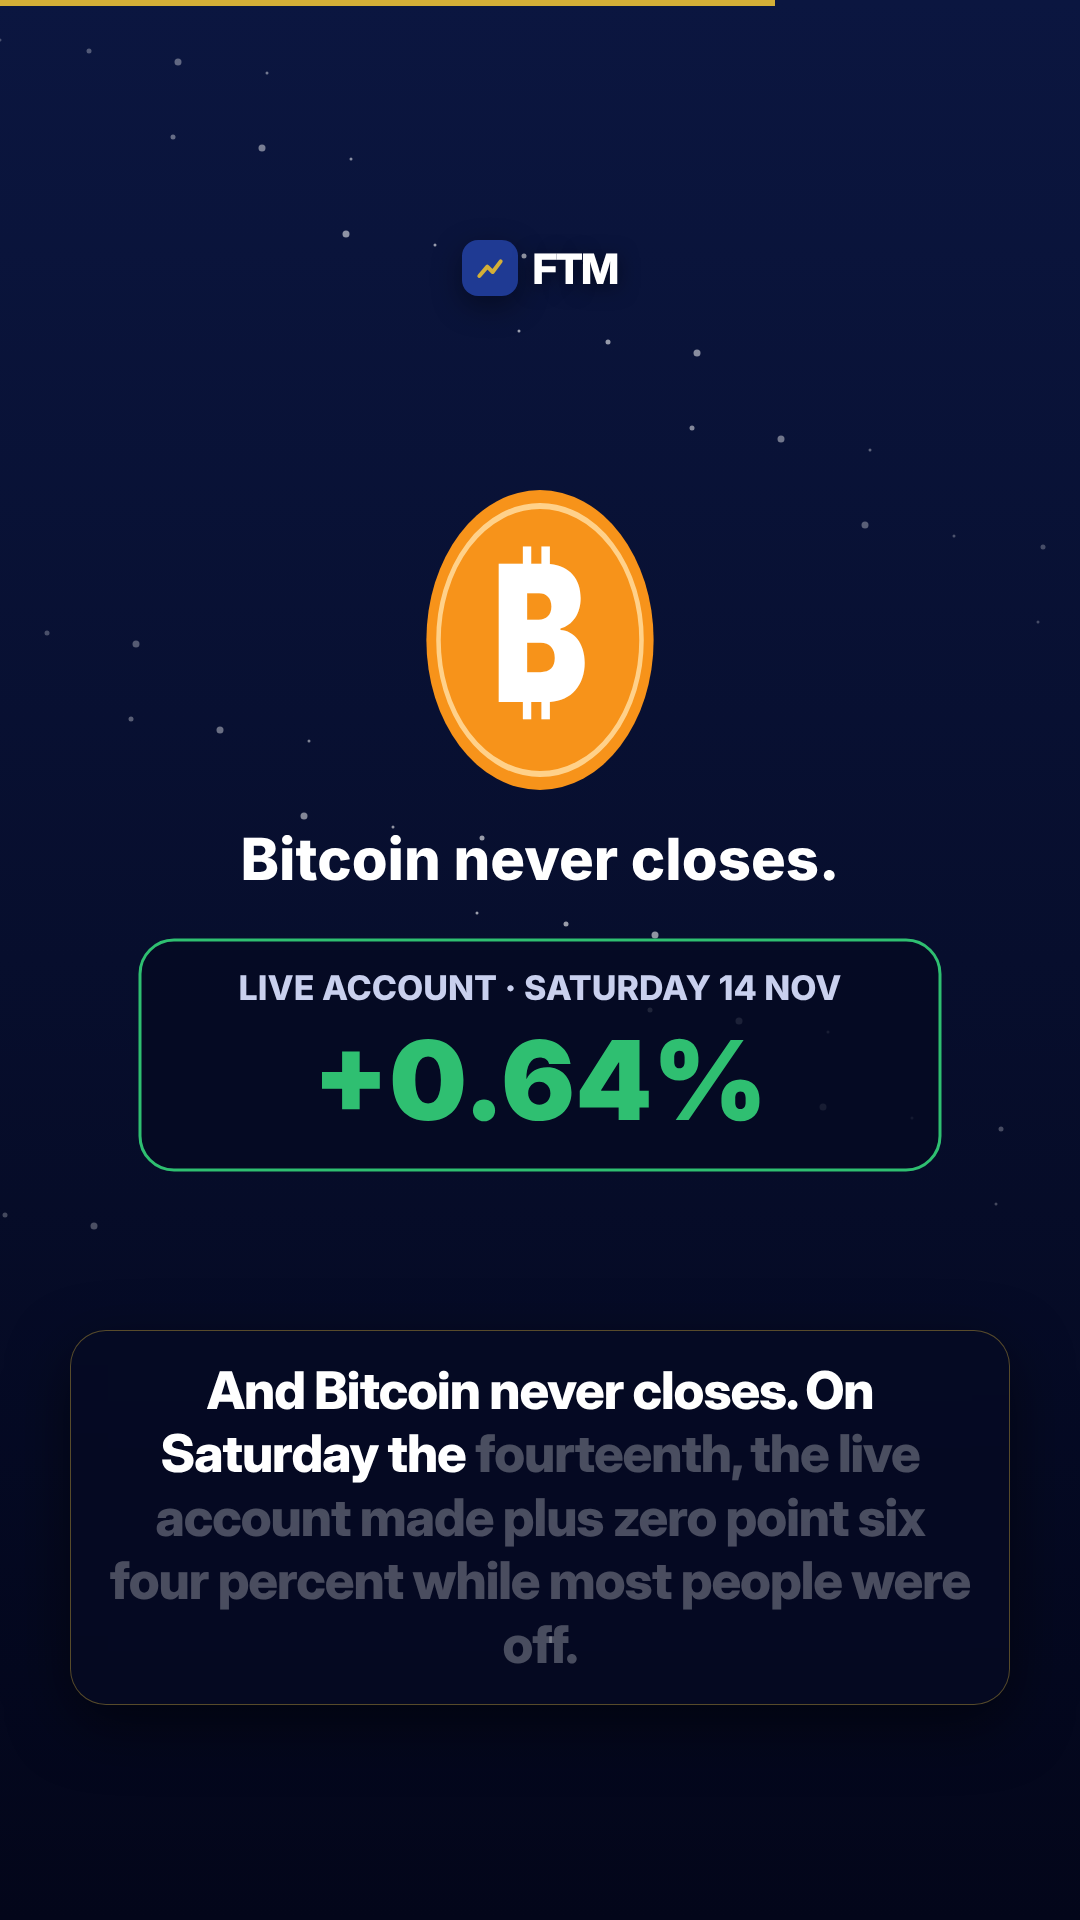 FTM
Bitcoin never closes.
LIVE ACCOUNT · SATURDAY 14 NOV
+0.64%
And Bitcoin never closes. On
Saturday the fourteenth, the live
account made plus zero point six
four percent while most people were
off.